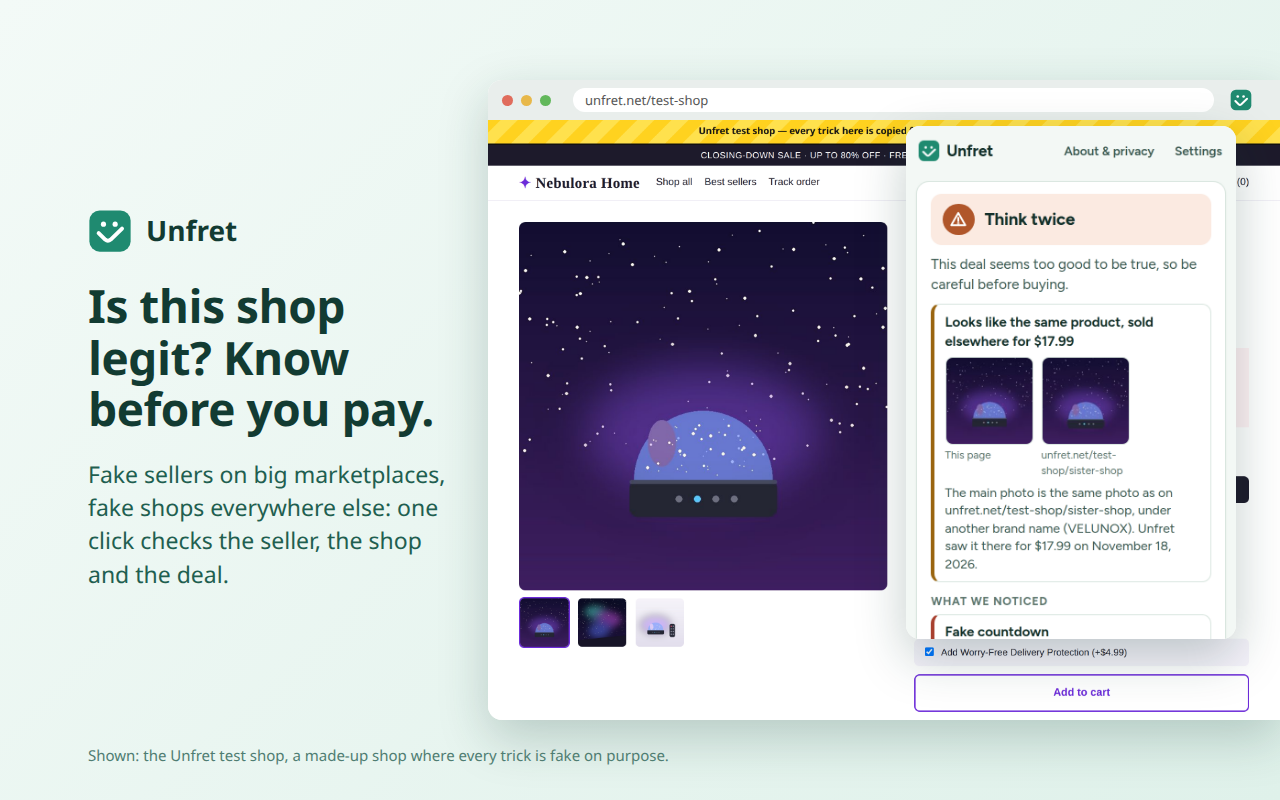 Unfret
Is this shop
legit? Know
before you pay.
Fake sellers on big marketplaces,
fake shops everywhere else: one
click checks the seller, the shop
and the deal.
unfret.net/test-shop
Unfret test shop — every trick here is copied
CLOSING-DOWN SALE · UP TO 80% OFF · FRE
✦ Nebulora Home
Shop all
Best sellers
Track order
(0)
Unfret
About & privacy
Settings
Think twice
This deal seems too good to be true, so be
careful before buying.
Looks like the same product, sold
elsewhere for $17.99
This page
unfret.net/test-
shop/sister-shop
The main photo is the same photo as on
unfret.net/test-shop/sister-shop, under
another brand name (VELUNOX). Unfret
saw it there for $17.99 on November 18,
2026.
WHAT WE NOTICED
Fake countdown
Add Worry-Free Delivery Protection (+$4.99)
Add to cart
Shown: the Unfret test shop, a made-up shop where every trick is fake on purpose.